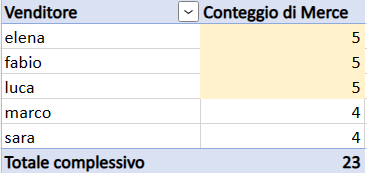 Venditore Conteggio di Merce
elena 5
fabio 5
luca 5
marco 4
sara 4
Totale complessivo 23